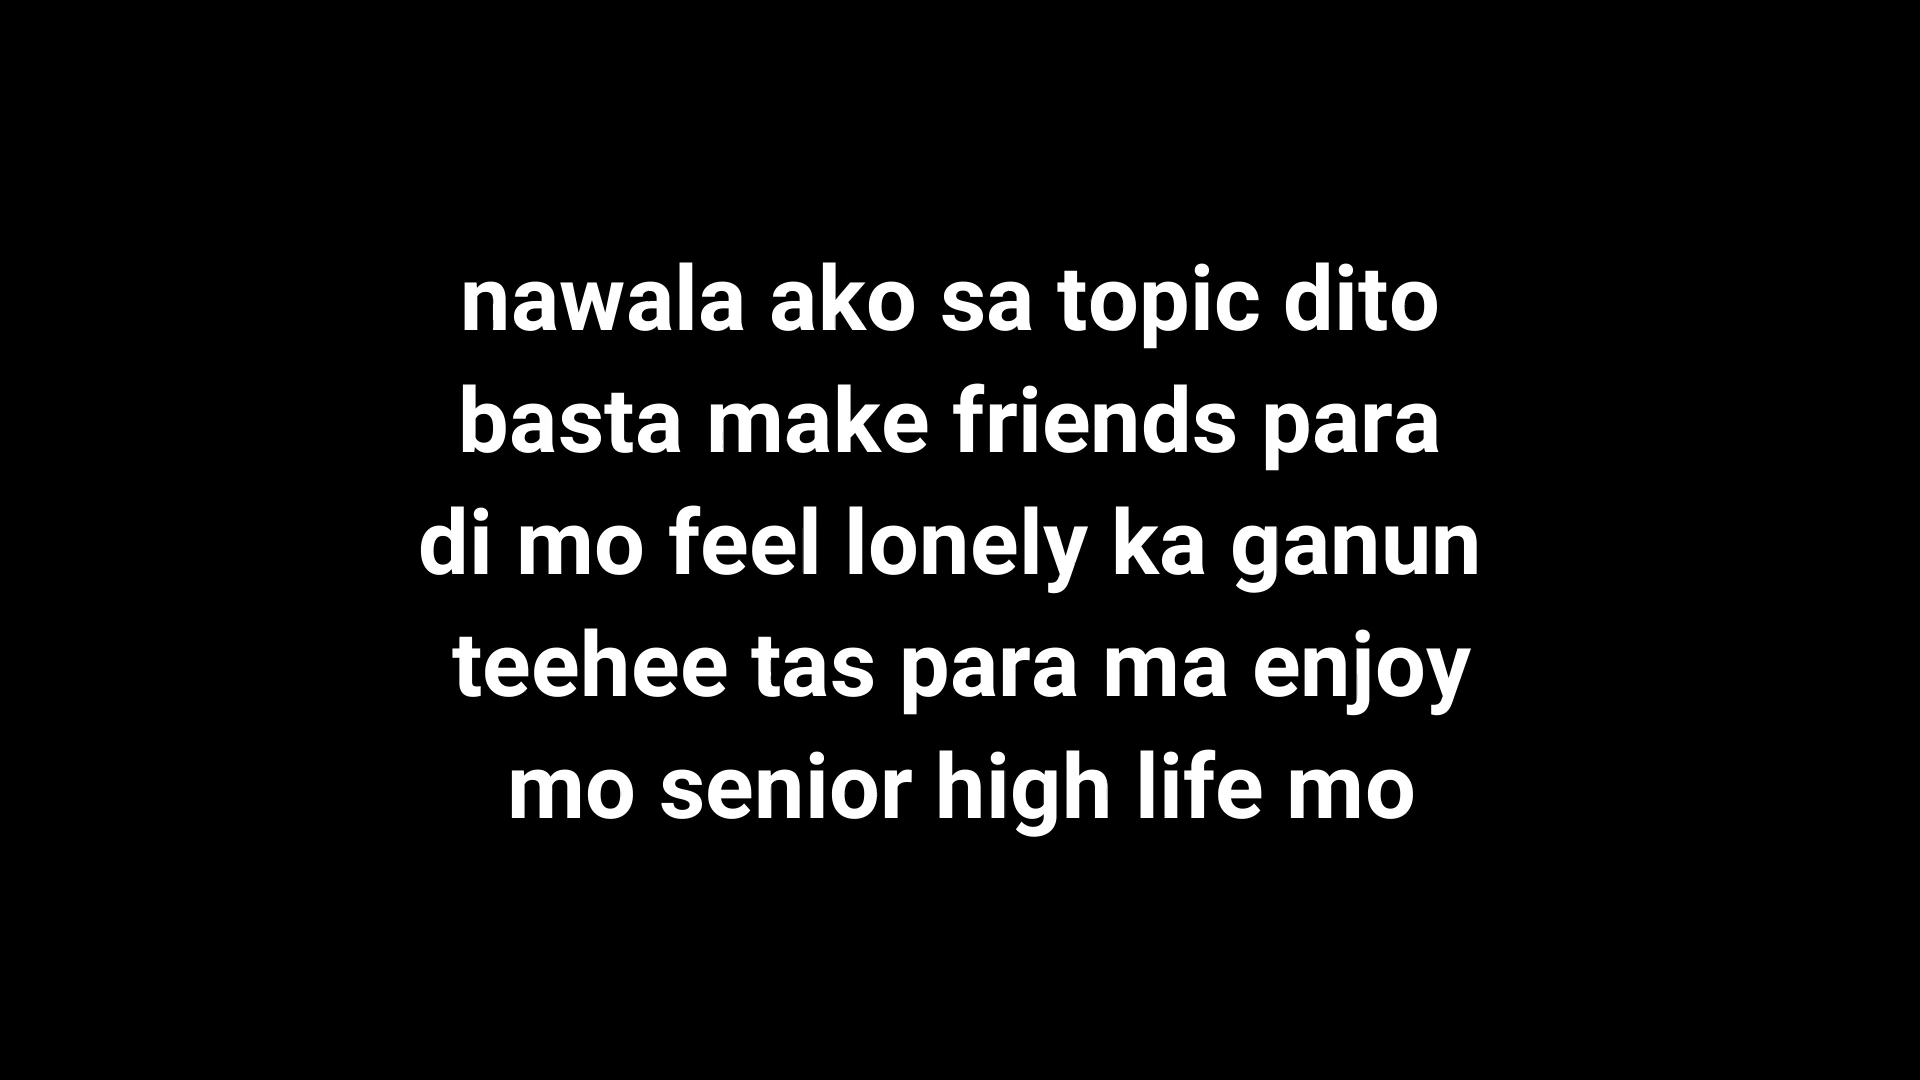 nawala ako sa topic dito
basta make friends para
di mo feel lonely ka ganun
teehee tas para ma enjoy
mo senior high life mo